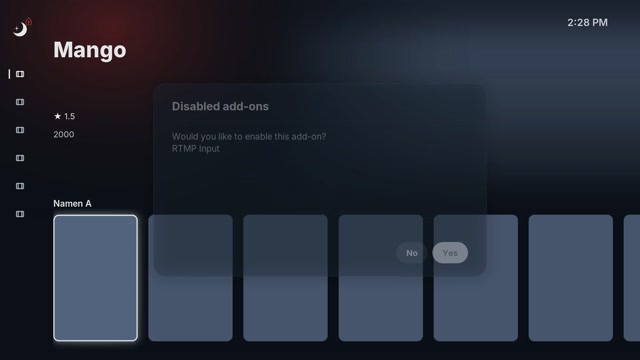 2:28 PM
Mango
★ 1.5
2000
Disabled add-ons
Would you like to enable this add-on?
RTMP Input
No
Yes
Namen A